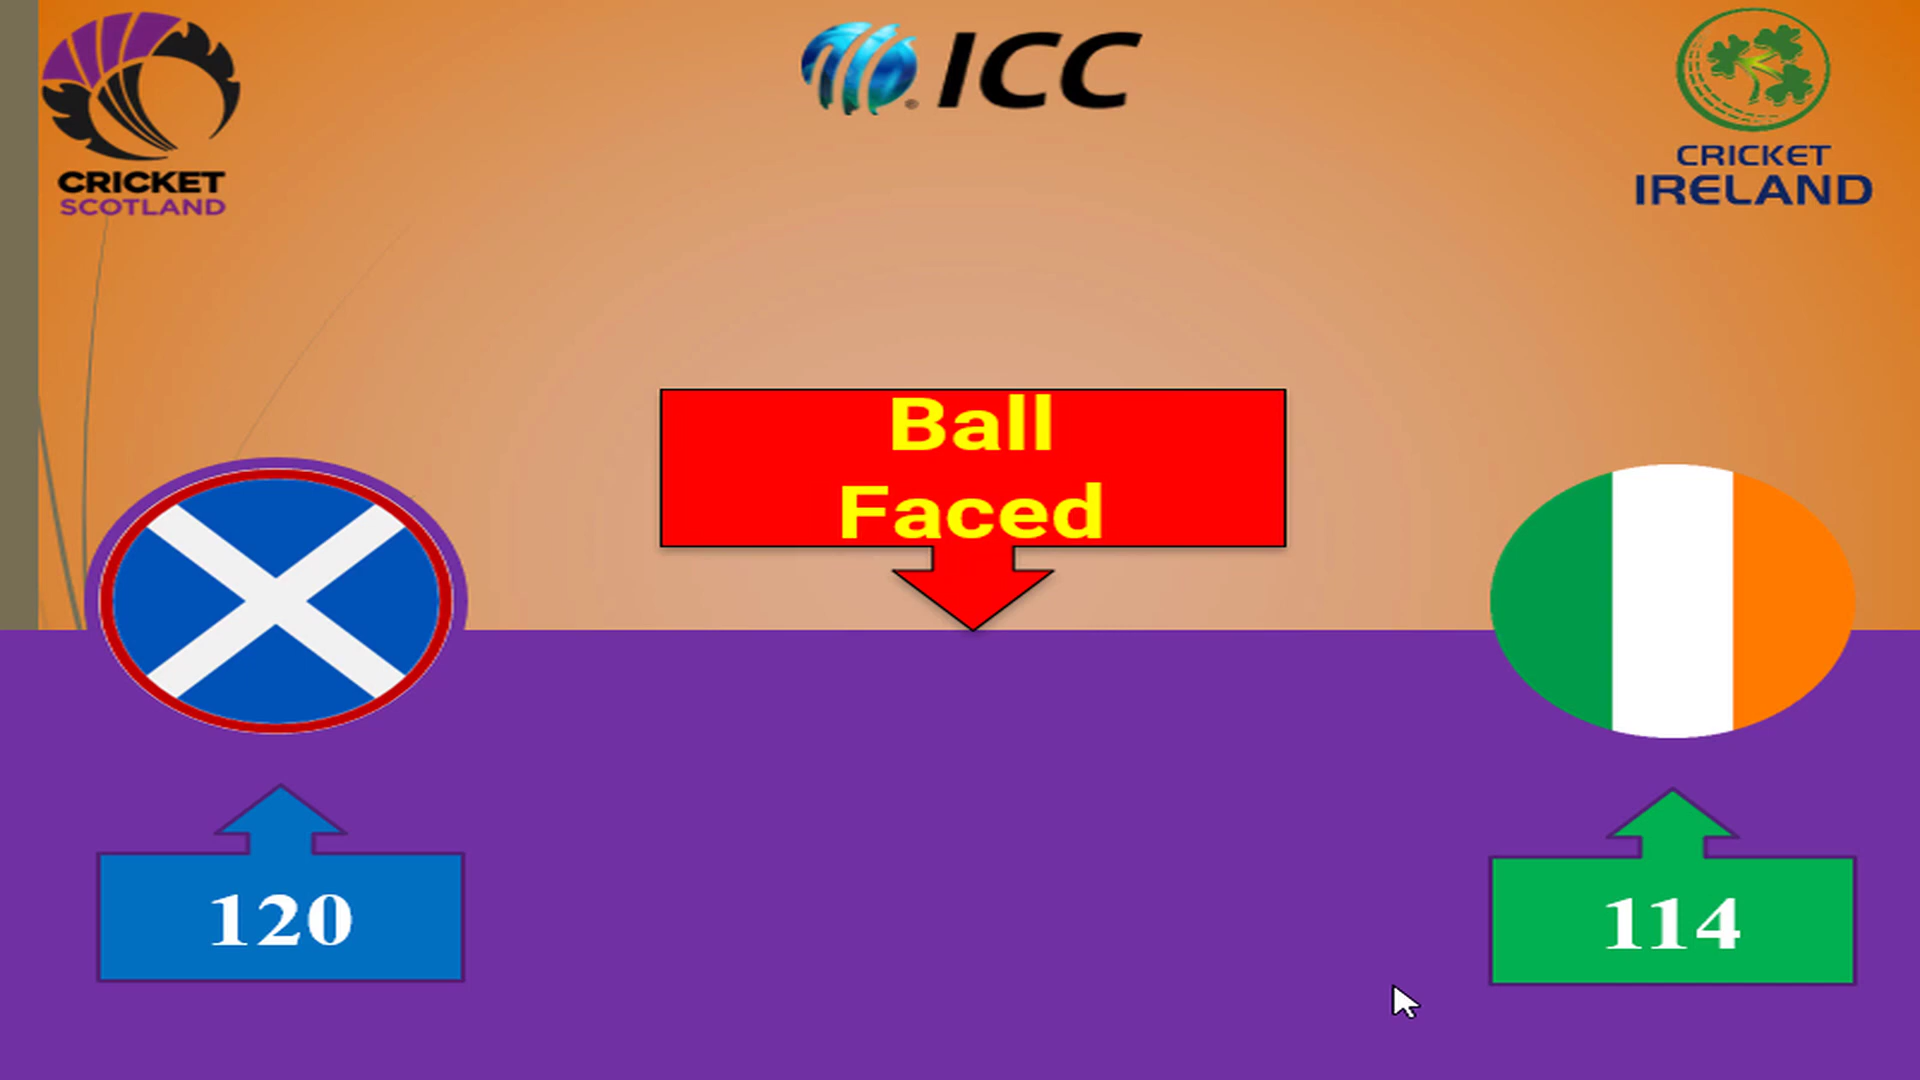 ICC
CRICKET
SCOTLAND
CRICKET
IRELAND
Ball
Faced
120
114